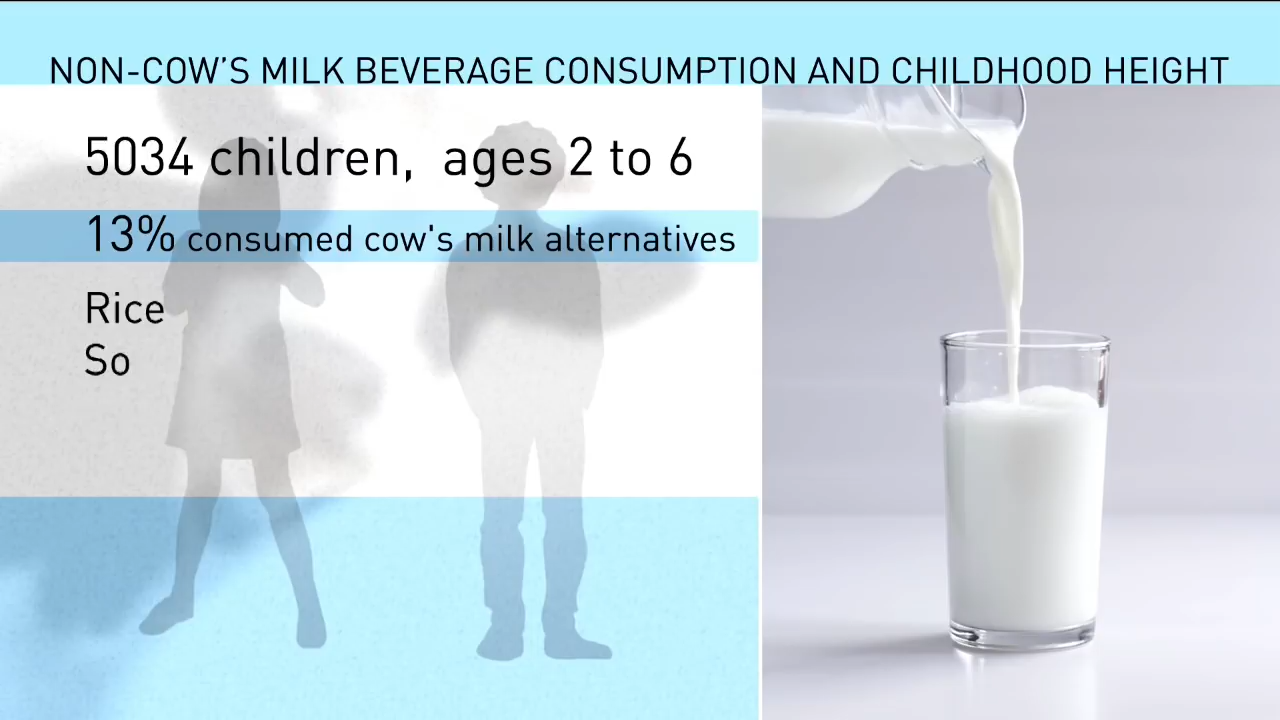 NON-COW’S MILK BEVERAGE CONSUMPTION AND CHILDHOOD HEIGHT
5034 children, ages 2 to 6
13% consumed cow's milk alternatives
Rice
So